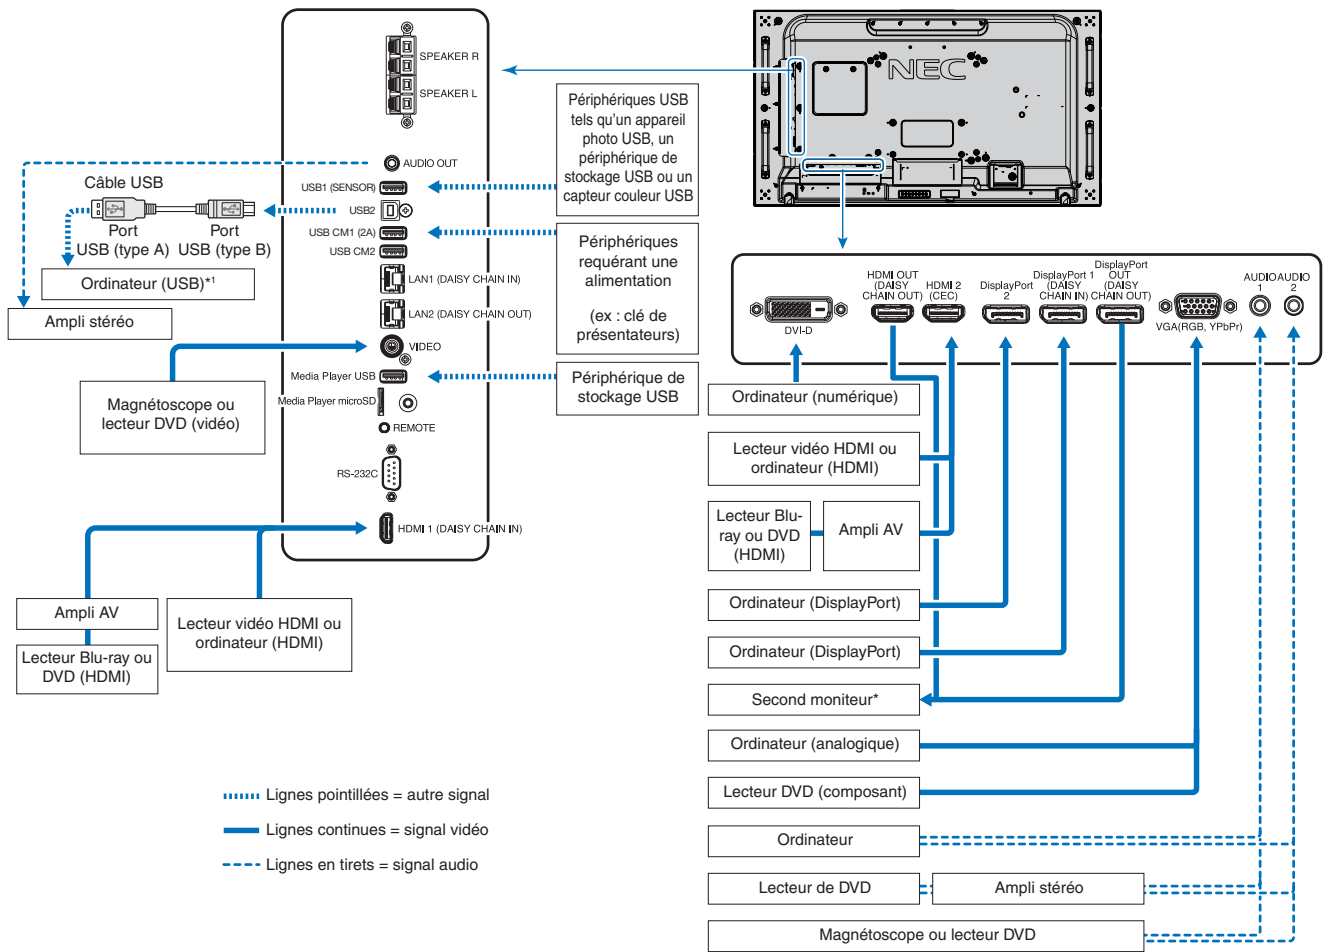 SPEAKER R
SPEAKER L
AUDIO OUT
USB1 (SENSOR)
USB2
USB CM1 (2A)
USB CM2
LAN1 (DAISY CHAIN IN)
LAN2 (DAISY CHAIN OUT)
VIDEO
Media Player USB
Media Player microSD
REMOTE
RS-232C
HDMI 1 (DAISY CHAIN IN)
Câble USB
Port
USB (type A)
Port
USB (type B)
Ordinateur (USB)*1
Ampli stéréo
Magnétoscope ou
lecteur DVD (vidéo)
Ampli AV
Lecteur Blu-ray ou
DVD (HDMI)
Lecteur vidéo HDMI ou
ordinateur (HDMI)
Périphériques USB
tels qu'un appareil
photo USB, un
périphérique de
stockage USB ou un
capteur couleur USB
Périphériques
requérant une
alimentation
(ex : clé de
présentateurs)
Périphérique de
stockage USB
NEC
DVI-D
HDMI OUT
(DAISY
CHAIN OUT)
HDMI 2
(CEC)
DisplayPort
2
DisplayPort 1
(DAISY
CHAIN IN)
DisplayPort
OUT
(DAISY
CHAIN OUT)
VGA(RGB, YPbPr)
AUDIO
1
AUDIO
2
Ordinateur (numérique)
Lecteur vidéo HDMI ou
ordinateur (HDMI)
Lecteur Blu-
ray ou DVD
(HDMI)
Ampli AV
Ordinateur (DisplayPort)
Ordinateur (DisplayPort)
Second moniteur*
Ordinateur (analogique)
Lecteur DVD (composant)
Ordinateur
Lecteur de DVD
Ampli stéréo
Magnétoscope ou lecteur DVD
Lignes pointillées = autre signal
Lignes continues = signal vidéo
Lignes en tirets = signal audio